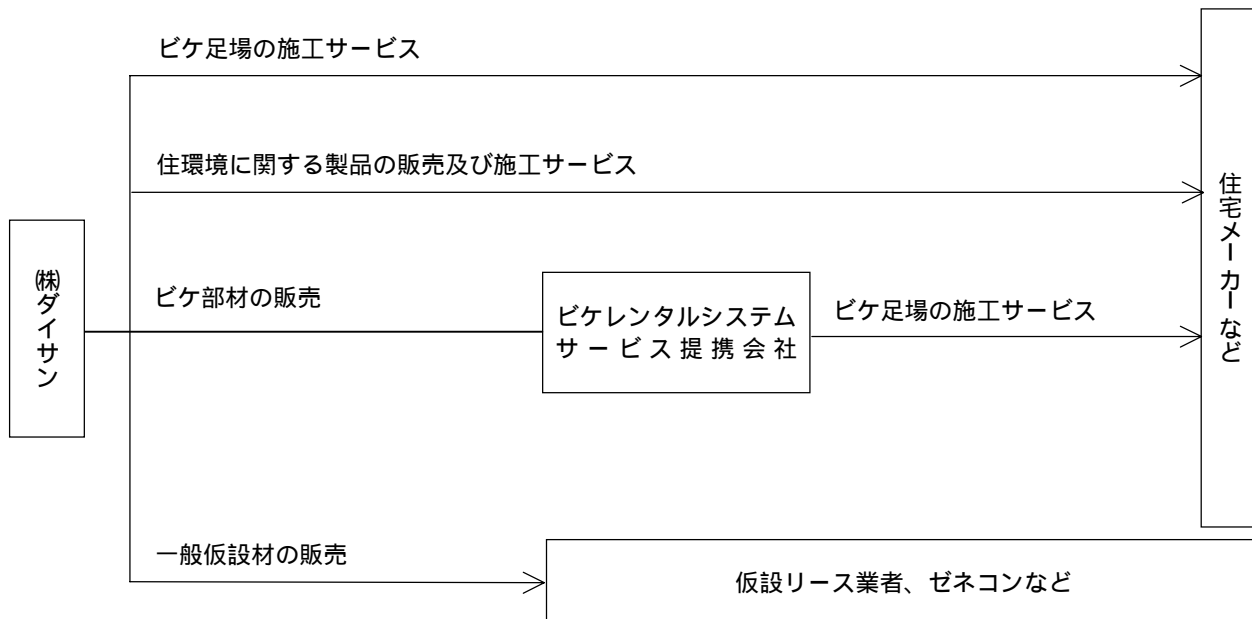 ビケ足場の施工サービス
住環境に関する製品の販売及び施工サービス
㈱ダイサン
ビケ部材の販売
ビケレンタルシステム
サービス提携会社
ビケ足場の施工サービス
住宅メーカーなど
一般仮設材の販売
仮設リース業者、ゼネコンなど